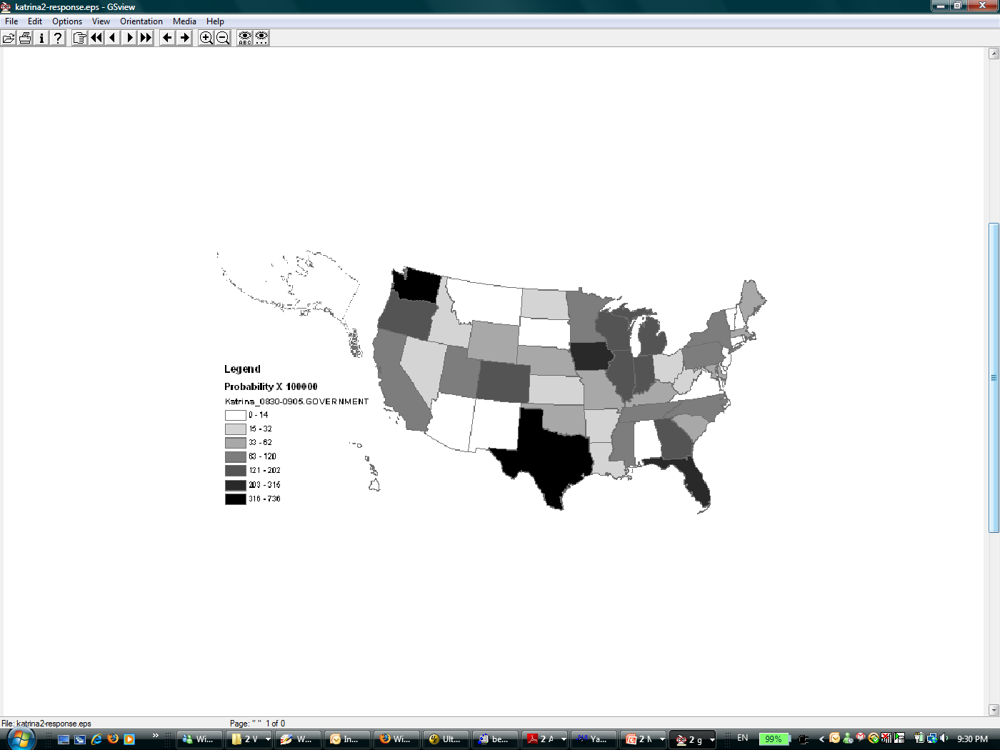 katrina2-response.eps - GSview
File Edit Options View Orientation Media Help
ABC
Legend
Probability X 100000
Katrina_0830-0905.GOVERNMENT
0 - 14
15 - 32
33 - 62
63 - 120
121 - 202
203 - 315
316 - 736
File: katrina2-response.eps Page: " " 1 of 0
» Wi... 2 V W... In... Wi... Ult... be... 2 A Ya... 2 M 2 g EN 99% 9:30 PM